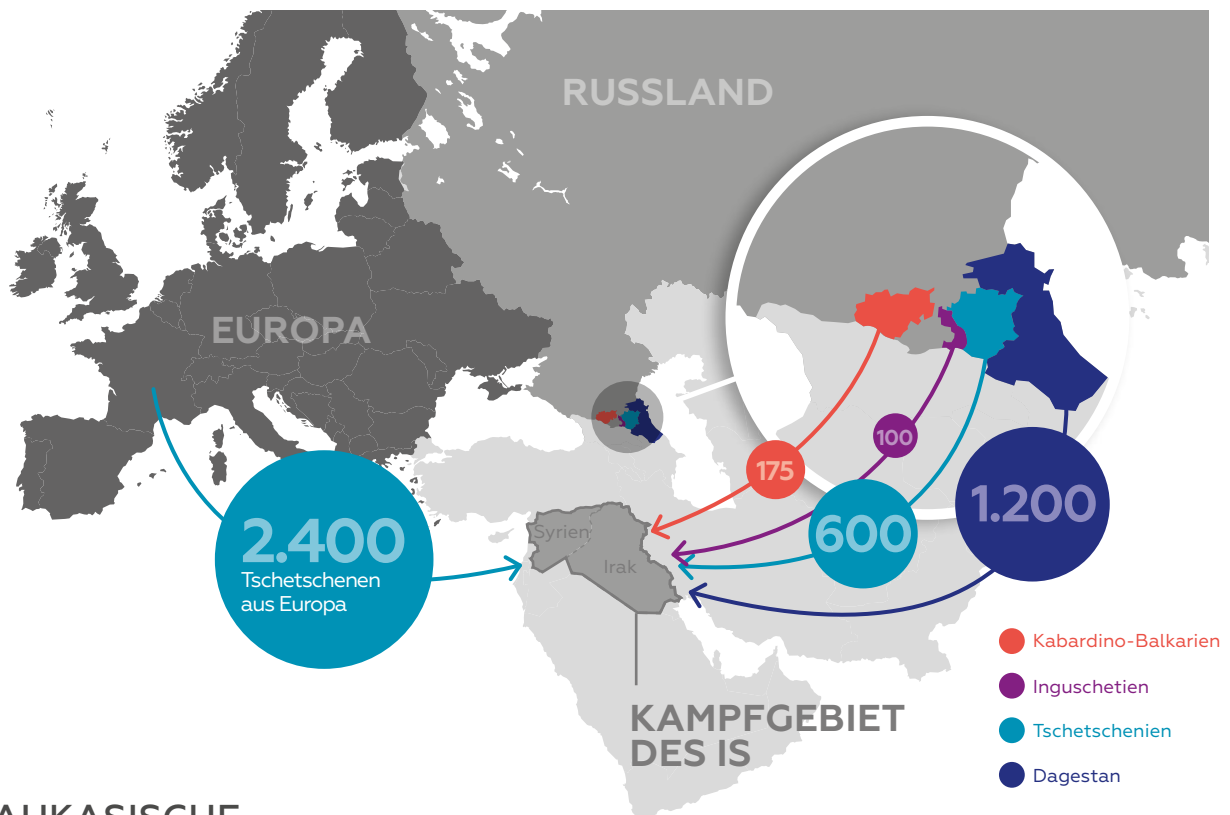 RUSSLAND
EUROPA
175
100
600
1.200
2.400
Tschetschenen
aus Europa
Syrien
Irak
KAMPFGEBIET
DES IS
Kabardino-Balkarien
Inguschetien
Tschetschenien
Dagestan